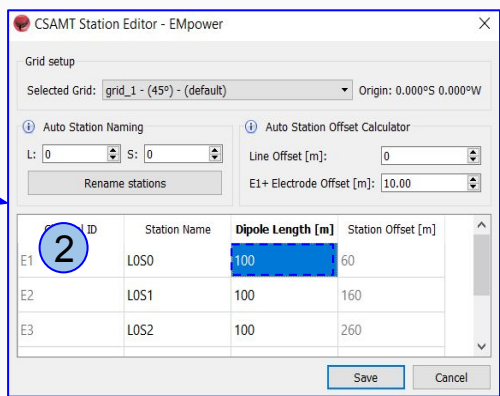 CSAMT Station Editor - EMpower
Grid setup
Selected Grid: grid_1 - (45º) - (default) Origin: 0.000°S 0.000°W
Auto Station Naming
L: 0 S: 0
Rename stations
Auto Station Offset Calculator
Line Offset [m]: 0
E1+ Electrode Offset [m]: 10.00
ID Station Name Dipole Length [m] Station Offset [m]
2
E1 L0S0 100 60
E2 L0S1 100 160
E3 L0S2 100 260
Save Cancel